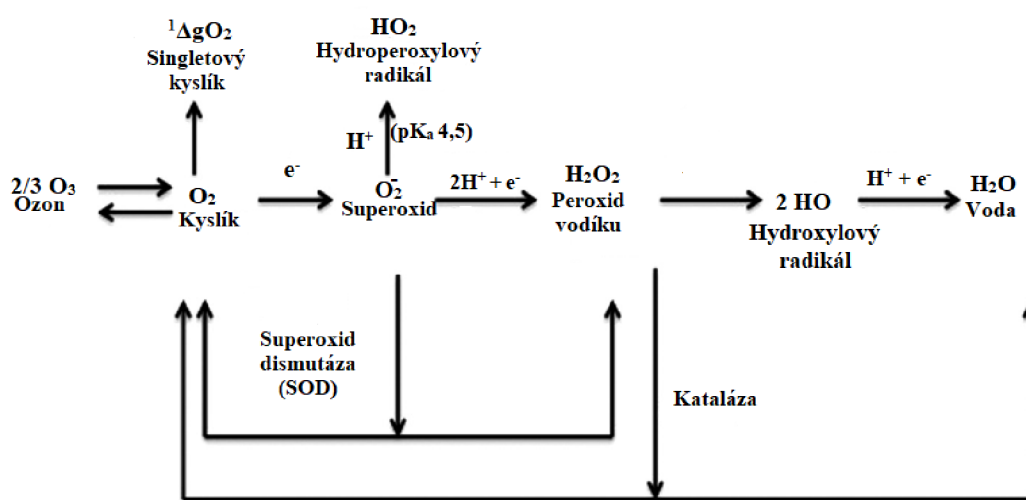 ¹ΔgO₂
Singletový
kyslík
HO₂
Hydroperoxylový
radikál
H⁺ (pKₐ 4,5)
2/3 O₃
Ozon
O₂
Kyslík
e⁻
O₂⁻
Superoxid
2H⁺ + e⁻
H₂O₂
Peroxid
vodíku
2 HO
Hydroxylový
radikál
H⁺ + e⁻
H₂O
Voda
Superoxid
dismutáza
(SOD)
Kataláza